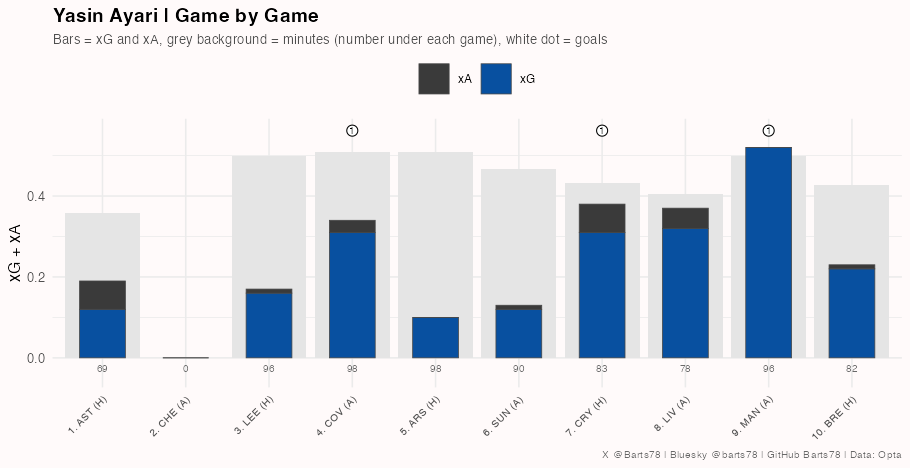 Yasin Ayari | Game by Game
Bars = xG and xA, grey background = minutes (number under each game), white dot = goals
xA xG
1 1 1
xG + xA
0.4
0.2
0.0
69 0 96 98 98 90 83 78 96 82
1. AST (H)
2. CHE (A)
3. LEE (H)
4. COV (A)
5. ARS (H)
6. SUN (A)
7. CRY (H)
8. LIV (A)
9. MAN (A)
10. BRE (H)
X @Barts78 | Bluesky @barts78 | GitHub Barts78 | Data: Opta